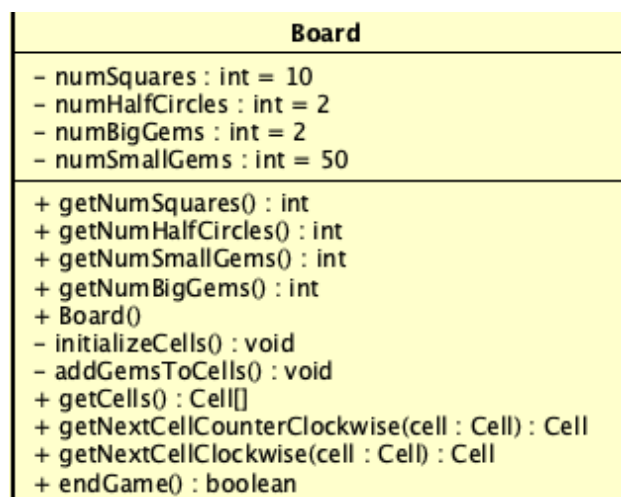 Board
– numSquares : int = 10
– numHalfCircles : int = 2
– numBigGems : int = 2
– numSmallGems : int = 50
+ getNumSquares() : int
+ getNumHalfCircles() : int
+ getNumSmallGems() : int
+ getNumBigGems() : int
+ Board()
– initializeCells() : void
– addGemsToCells() : void
+ getCells() : Cell[]
+ getNextCellCounterClockwise(cell : Cell) : Cell
+ getNextCellClockwise(cell : Cell) : Cell
+ endGame() : boolean